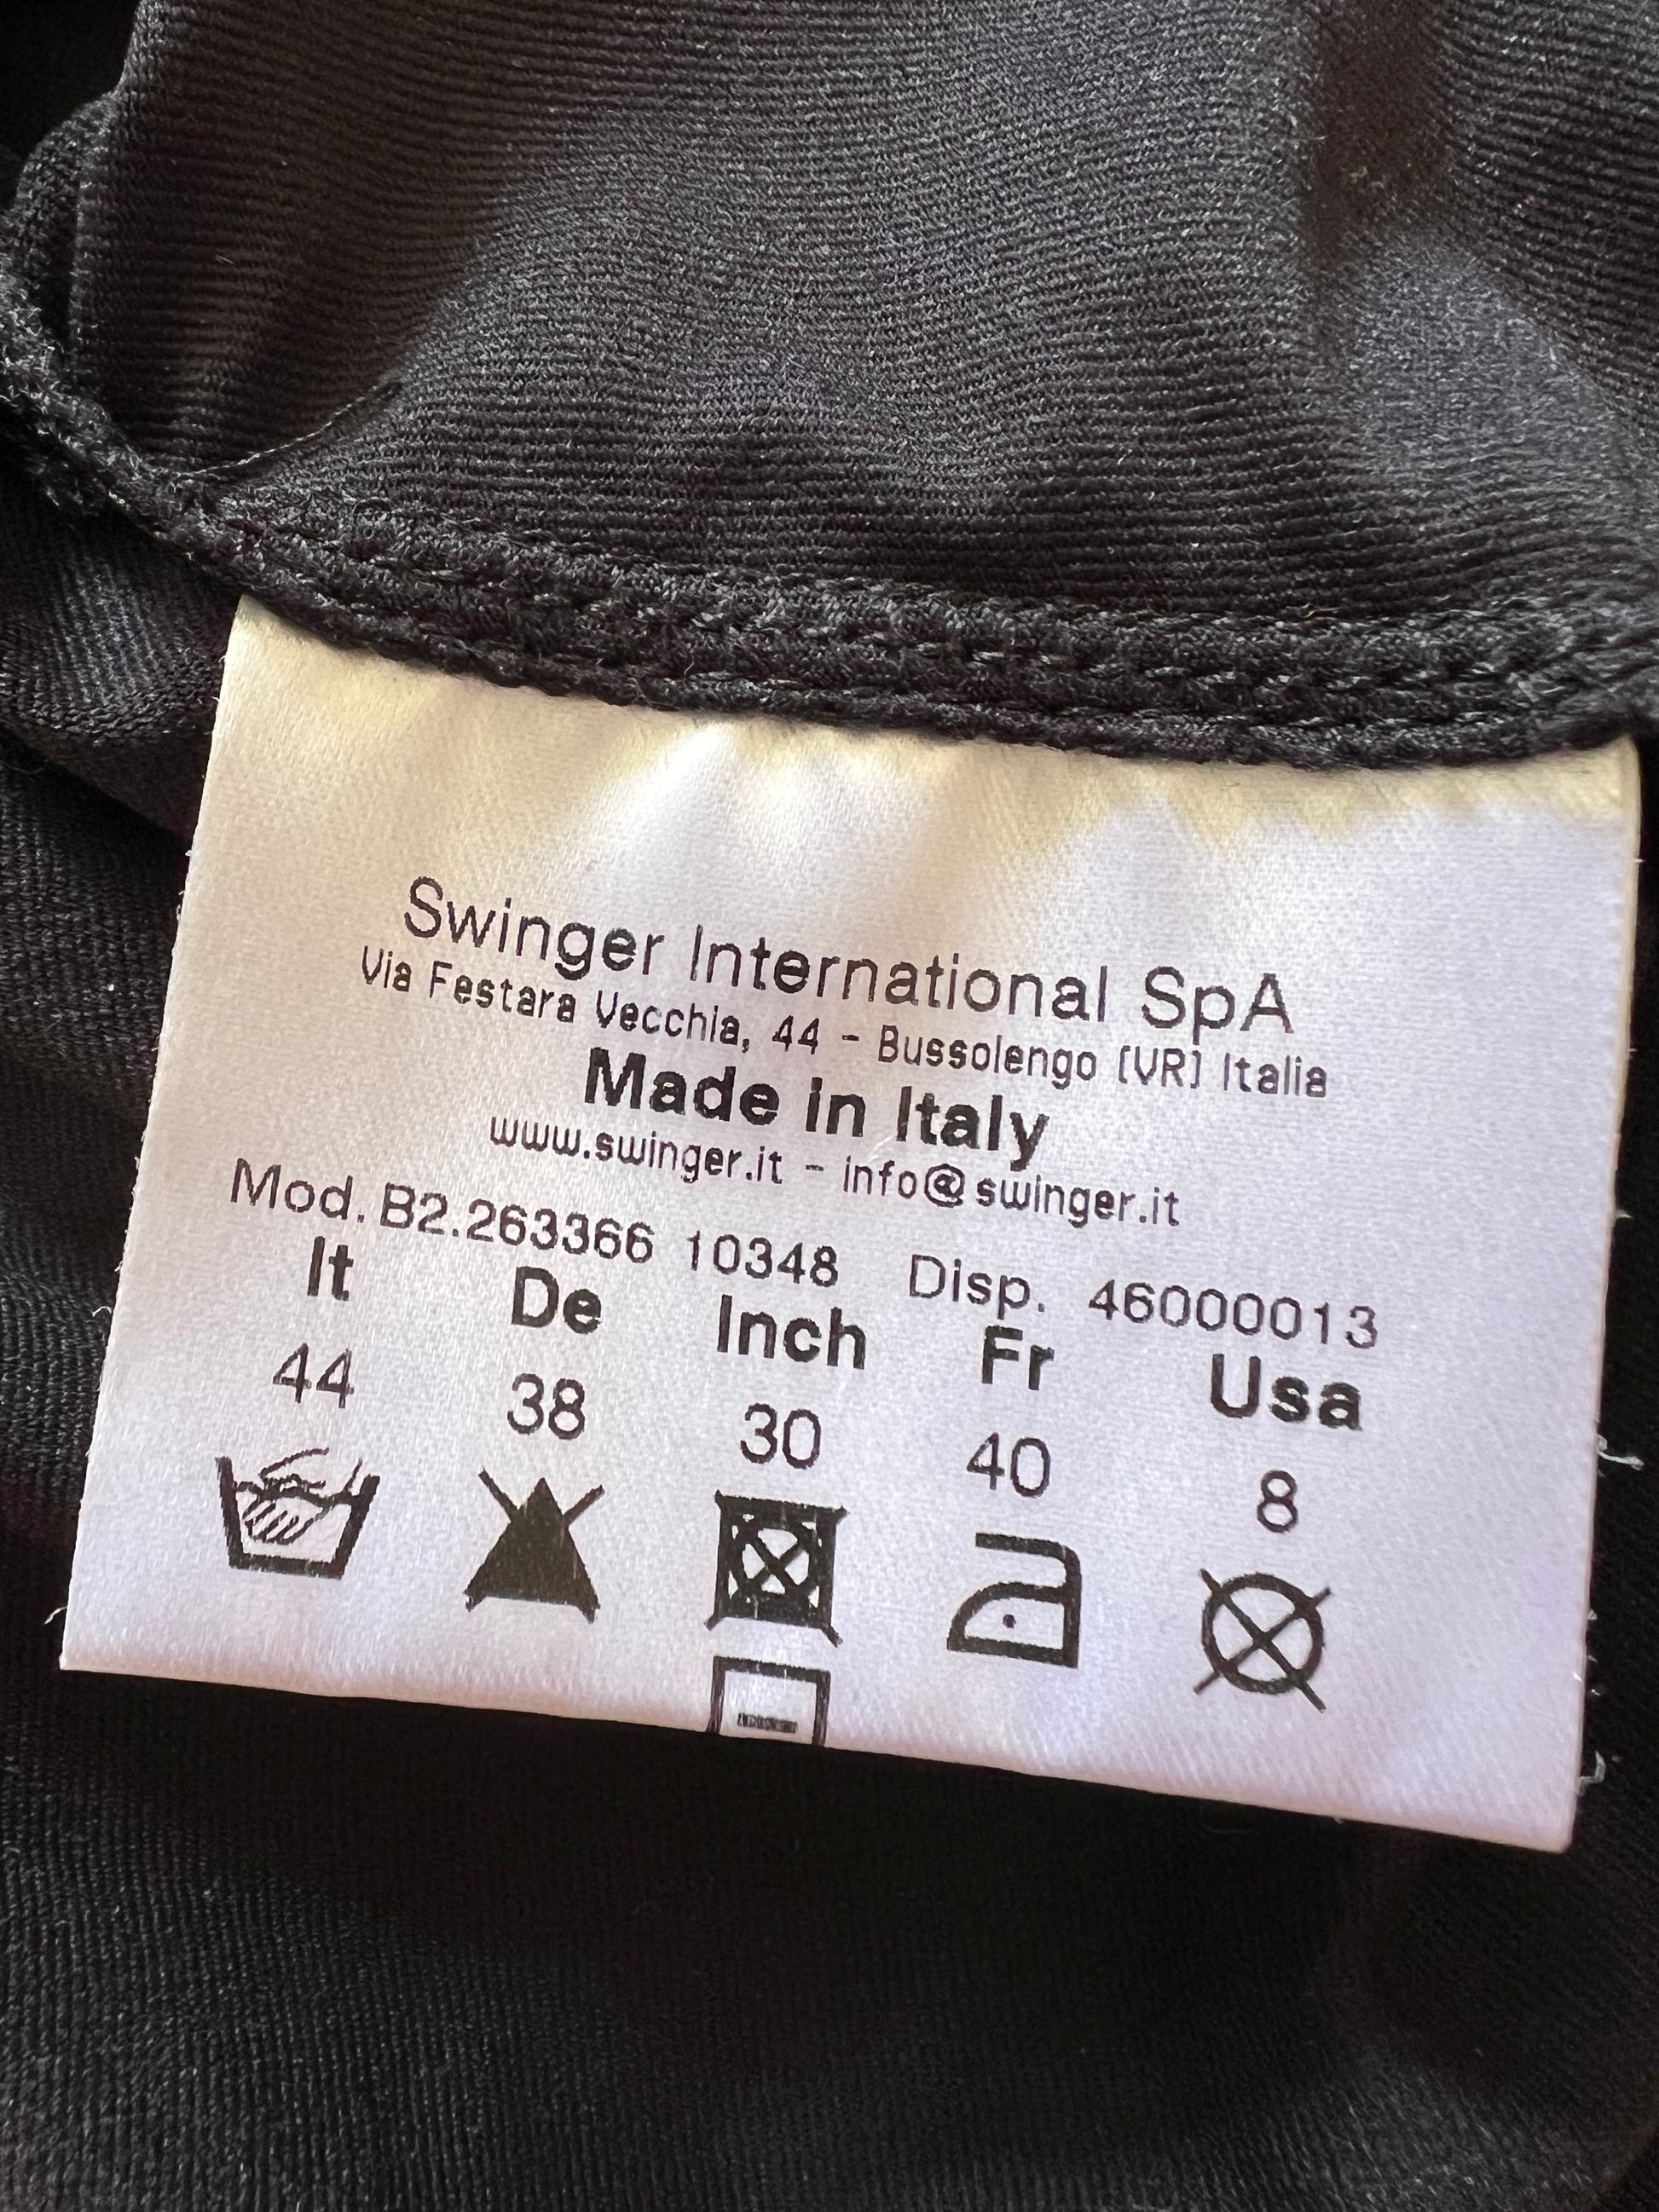 Swinger International SpA
Via Festara Vecchia, 44 - Bussolengo (VR) Italia
Made in Italy
www.swinger.it - info@swinger.it
Mod. B2.263366 10348 Disp. 46000013
It De Inch Fr Usa
44 38 30 40 8